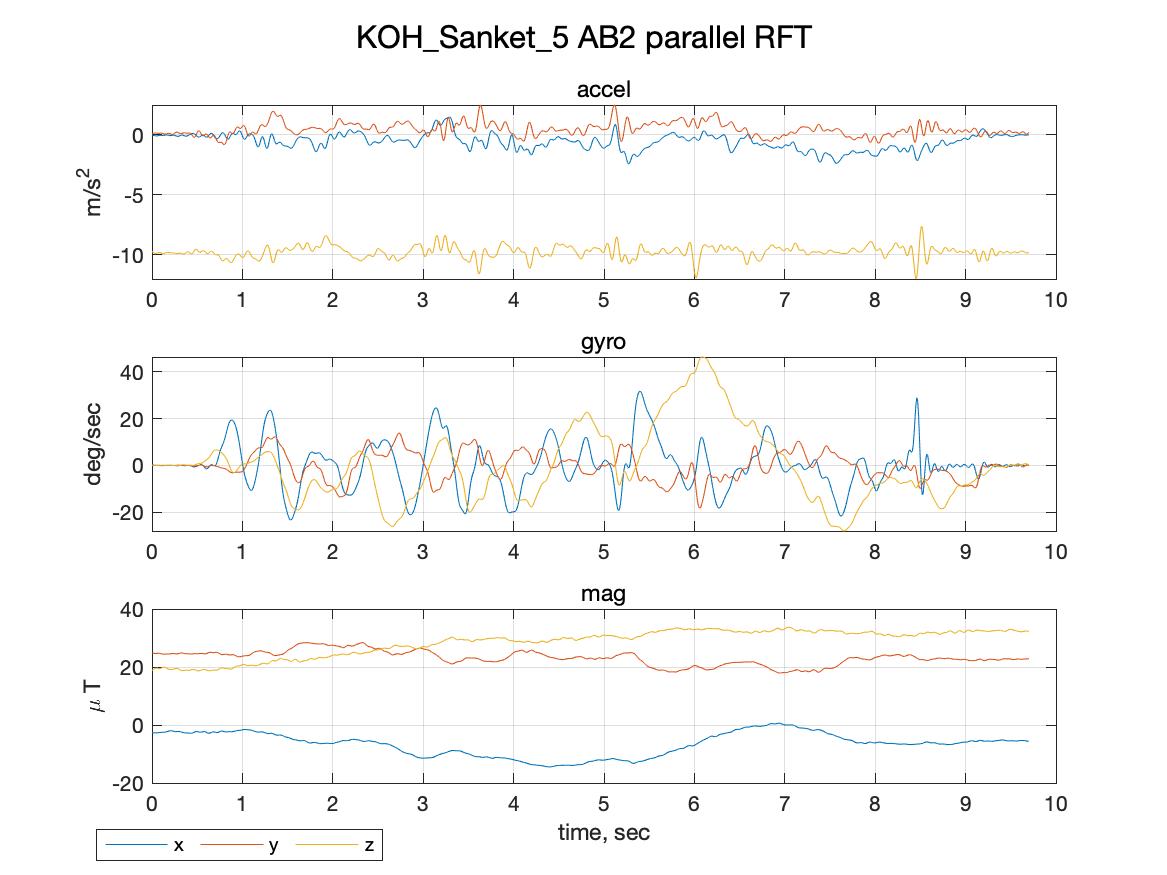 KOH_Sanket_5 AB2 parallel RFT
accel
0
-5
-10
m/s²
0 1 2 3 4 5 6 7 8 9 10
gyro
40
20
0
-20
deg/sec
0 1 2 3 4 5 6 7 8 9 10
mag
40
20
0
-20
μ T
0 1 2 3 4 5 6 7 8 9 10
time, sec
x y z